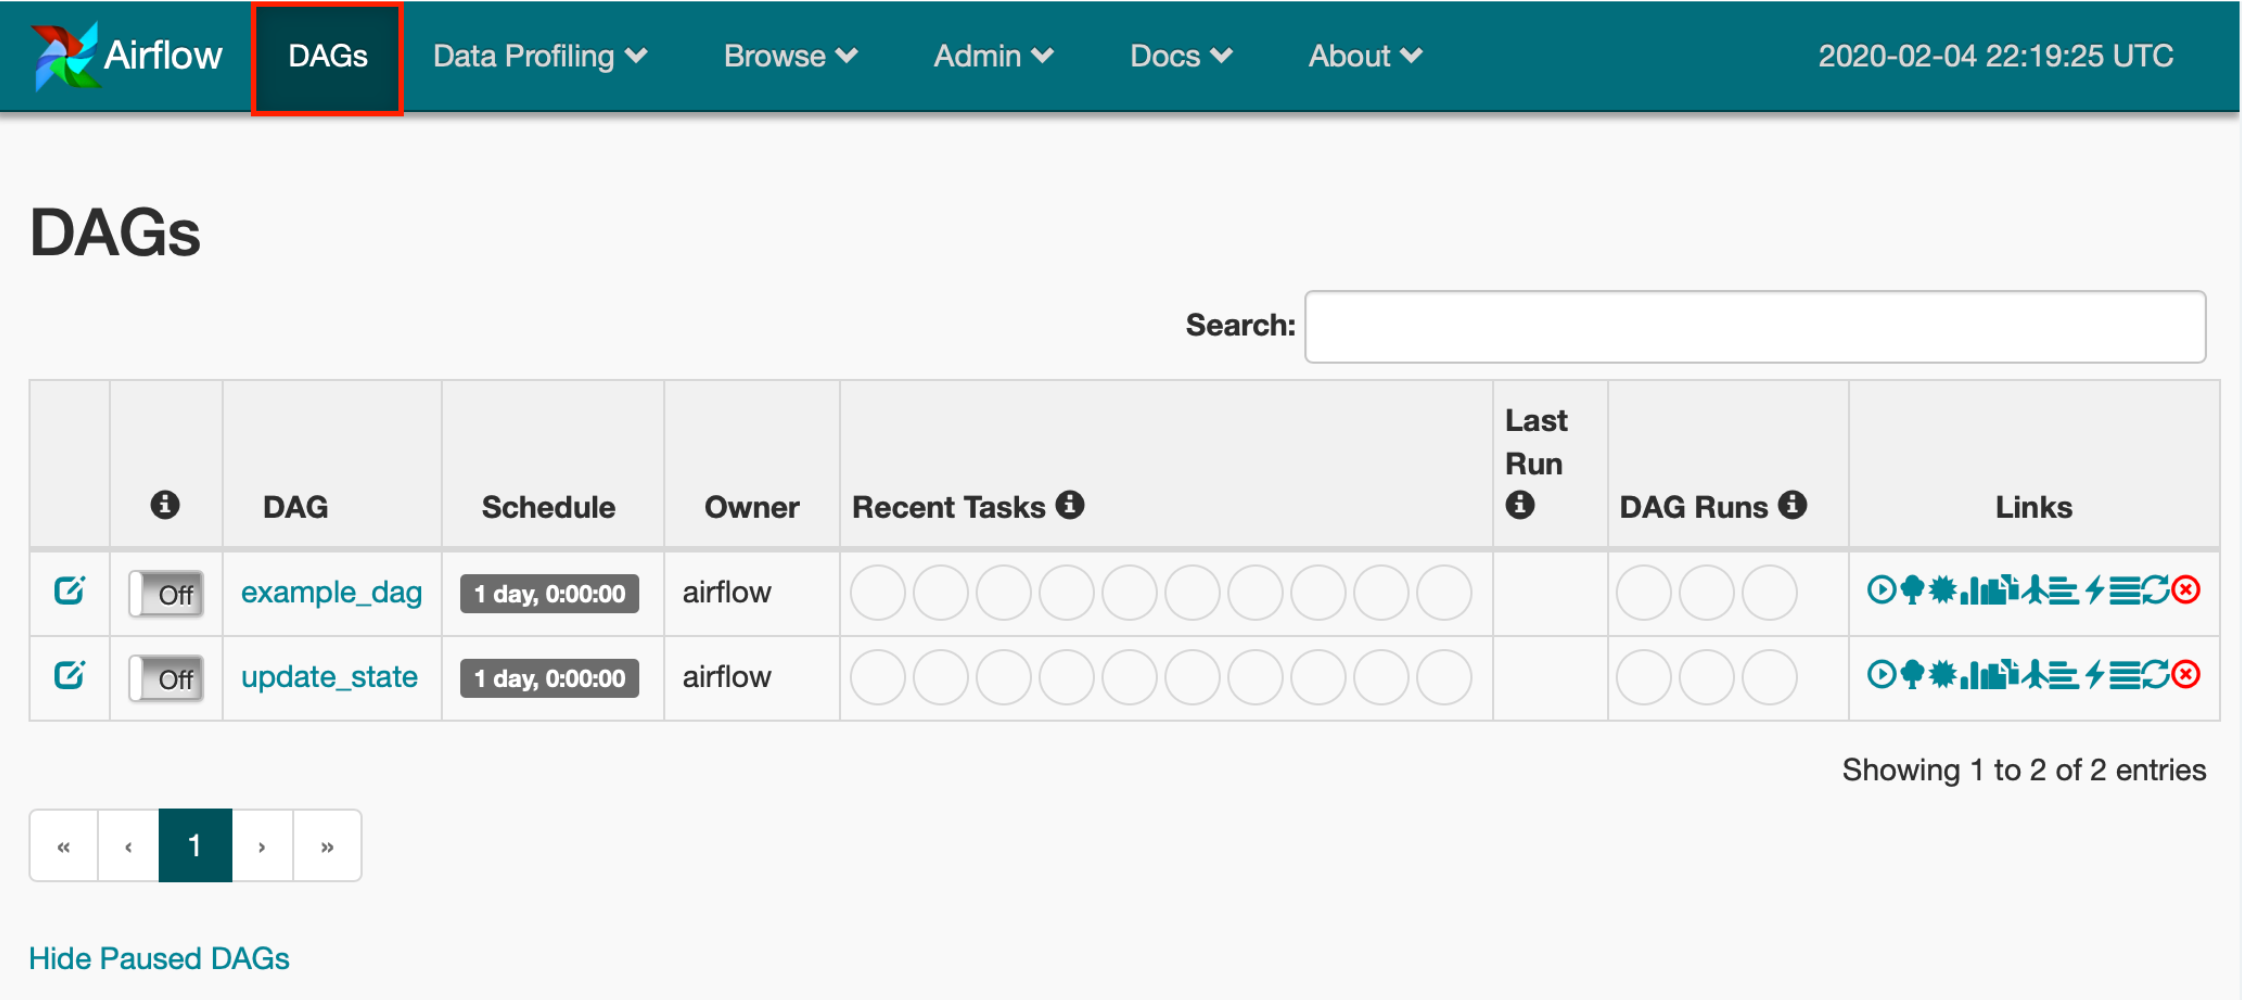 Airflow DAGs Data Profiling Browse Admin Docs About 2020-02-04 22:19:25 UTC
DAGs
Search:
DAG Schedule Owner Recent Tasks Last Run DAG Runs Links
Off example_dag 1 day, 0:00:00 airflow
Off update_state 1 day, 0:00:00 airflow
Showing 1 to 2 of 2 entries
« ‹ 1 › »
Hide Paused DAGs